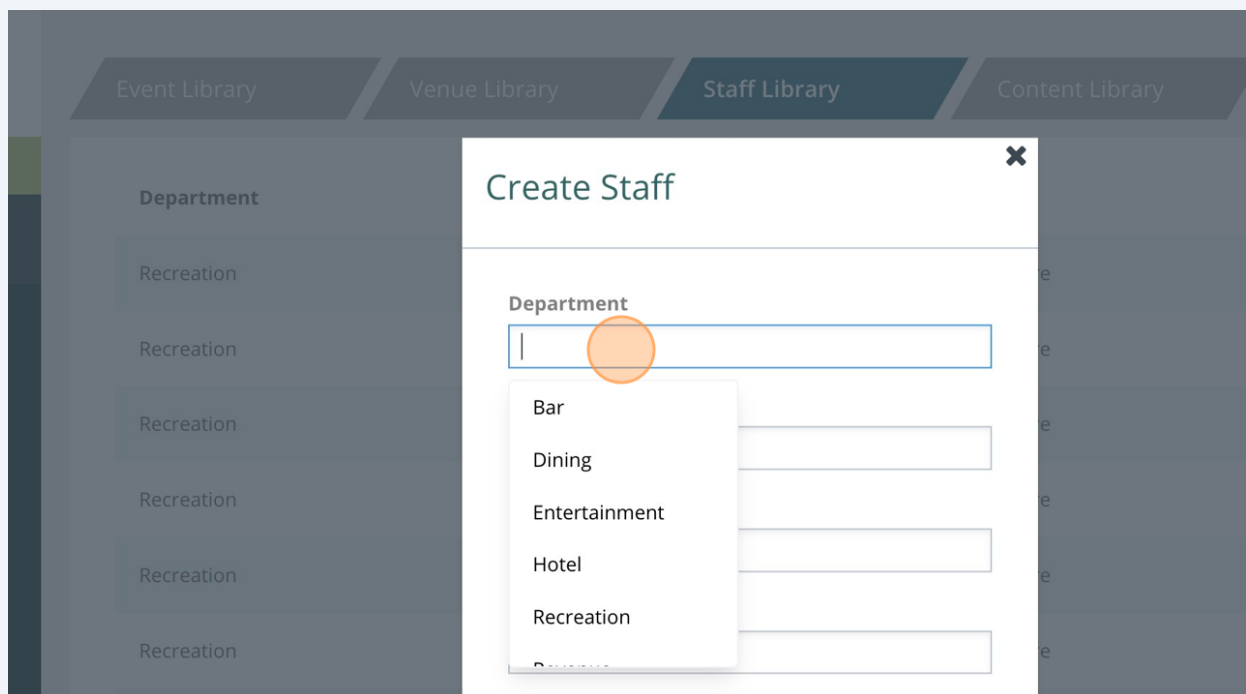 Event Library
Venue Library
Staff Library
Content Library
Create Staff
Department
Recreation
Recreation
Recreation
Recreation
Recreation
Recreation
Department
Bar
Dining
Entertainment
Hotel
Recreation